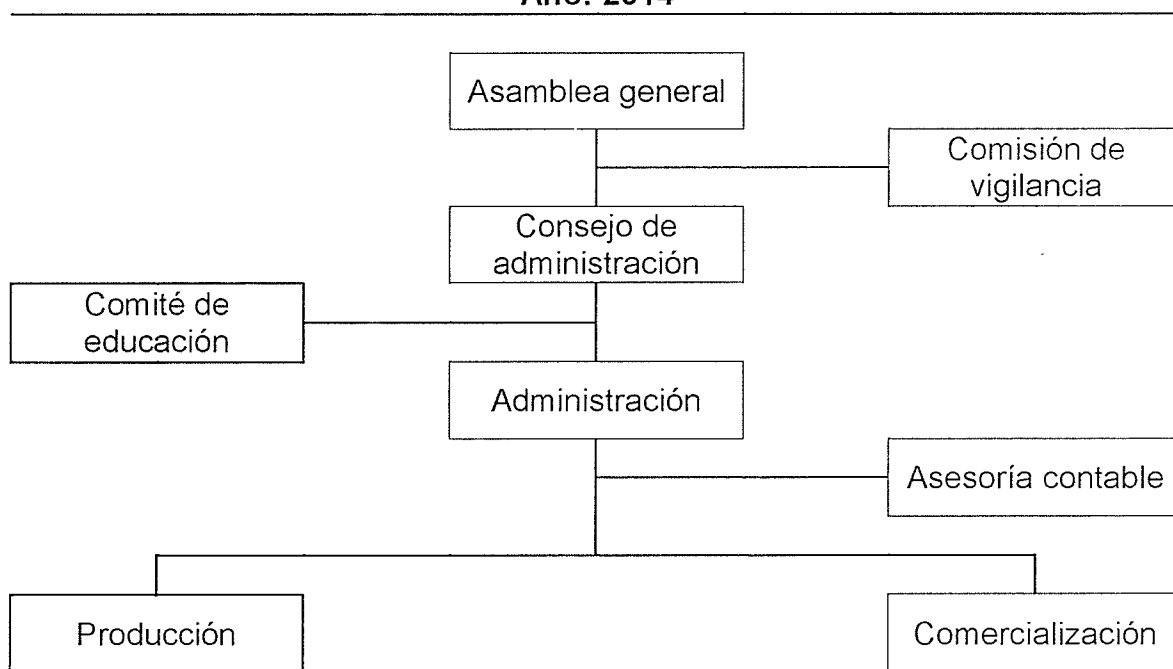 Asamblea general
Comisión de
vigilancia
Consejo de
administración
Comité de
educación
Administración
Asesoría contable
Producción
Comercialización